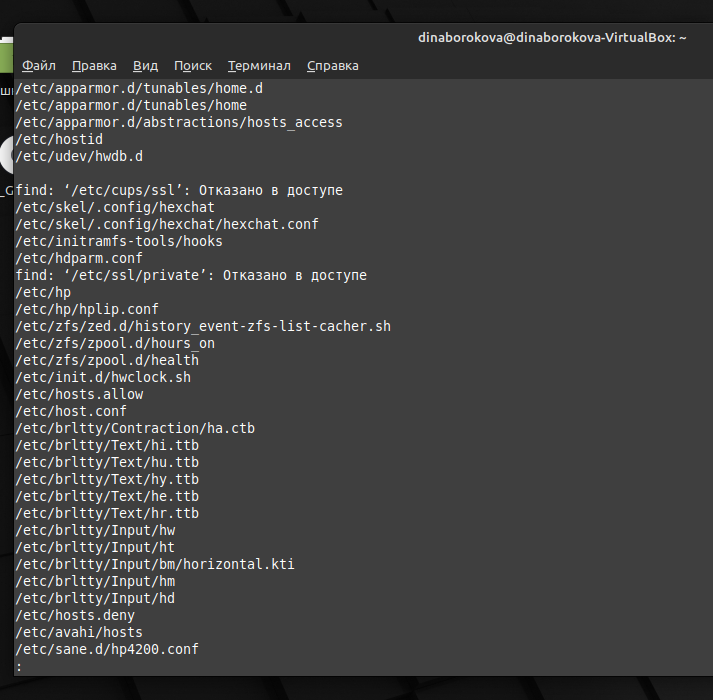 dinaborokova@dinaborokova-VirtualBox: ~
Файл Правка Вид Поиск Терминал Справка
/etc/apparmor.d/tunables/home.d
/etc/apparmor.d/tunables/home
/etc/apparmor.d/abstractions/hosts_access
/etc/hostid
/etc/udev/hwdb.d
find: ‘/etc/cups/ssl’: Отказано в доступе
/etc/skel/.config/hexchat
/etc/skel/.config/hexchat/hexchat.conf
/etc/initramfs-tools/hooks
/etc/hdparm.conf
find: ‘/etc/ssl/private’: Отказано в доступе
/etc/hp
/etc/hp/hplip.conf
/etc/zfs/zed.d/history_event-zfs-list-cacher.sh
/etc/zfs/zpool.d/hours_on
/etc/zfs/zpool.d/health
/etc/init.d/hwclock.sh
/etc/hosts.allow
/etc/host.conf
/etc/brltty/Contraction/ha.ctb
/etc/brltty/Text/hi.ttb
/etc/brltty/Text/hu.ttb
/etc/brltty/Text/hy.ttb
/etc/brltty/Text/he.ttb
/etc/brltty/Text/hr.ttb
/etc/brltty/Input/hw
/etc/brltty/Input/ht
/etc/brltty/Input/bm/horizontal.kti
/etc/brltty/Input/hm
/etc/brltty/Input/hd
/etc/hosts.deny
/etc/avahi/hosts
/etc/sane.d/hp4200.conf
: